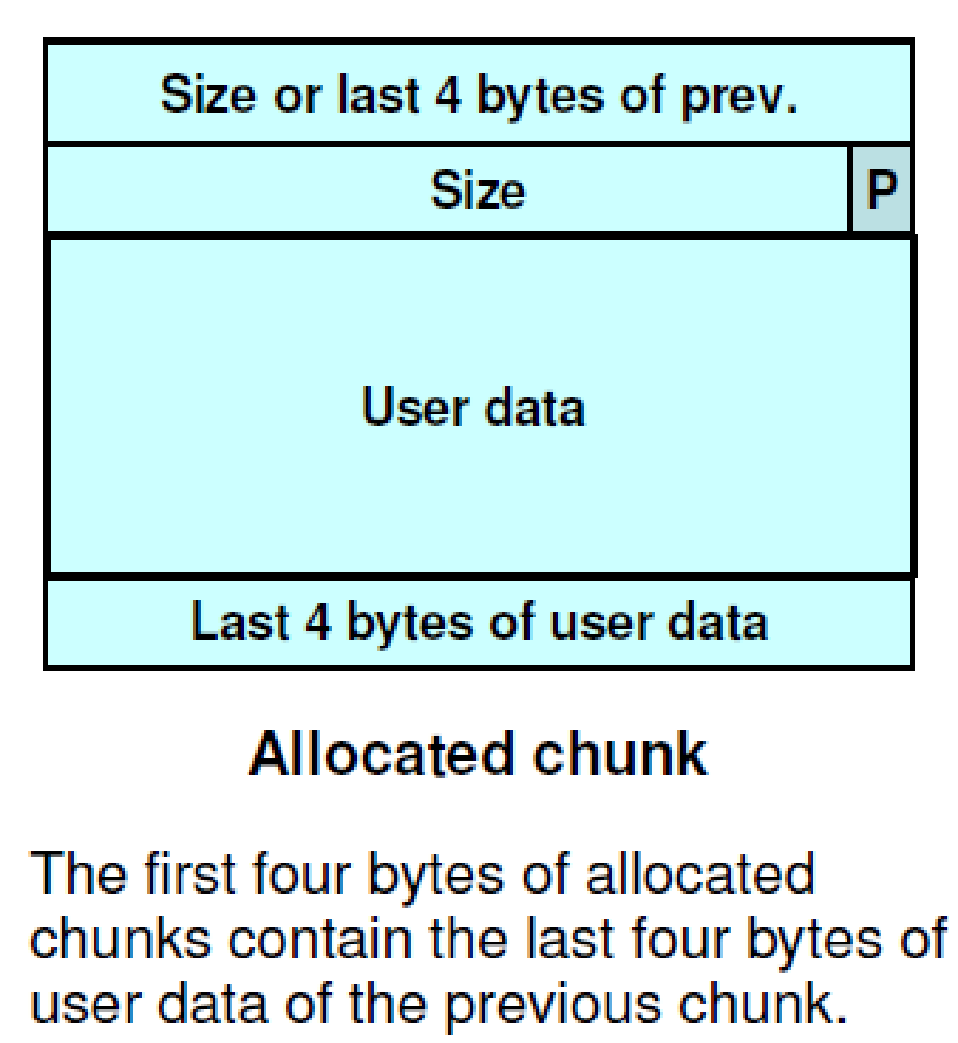 Size or last 4 bytes of prev.
Size
P
User data
Last 4 bytes of user data
Allocated chunk
The first four bytes of allocated
chunks contain the last four bytes of
user data of the previous chunk.